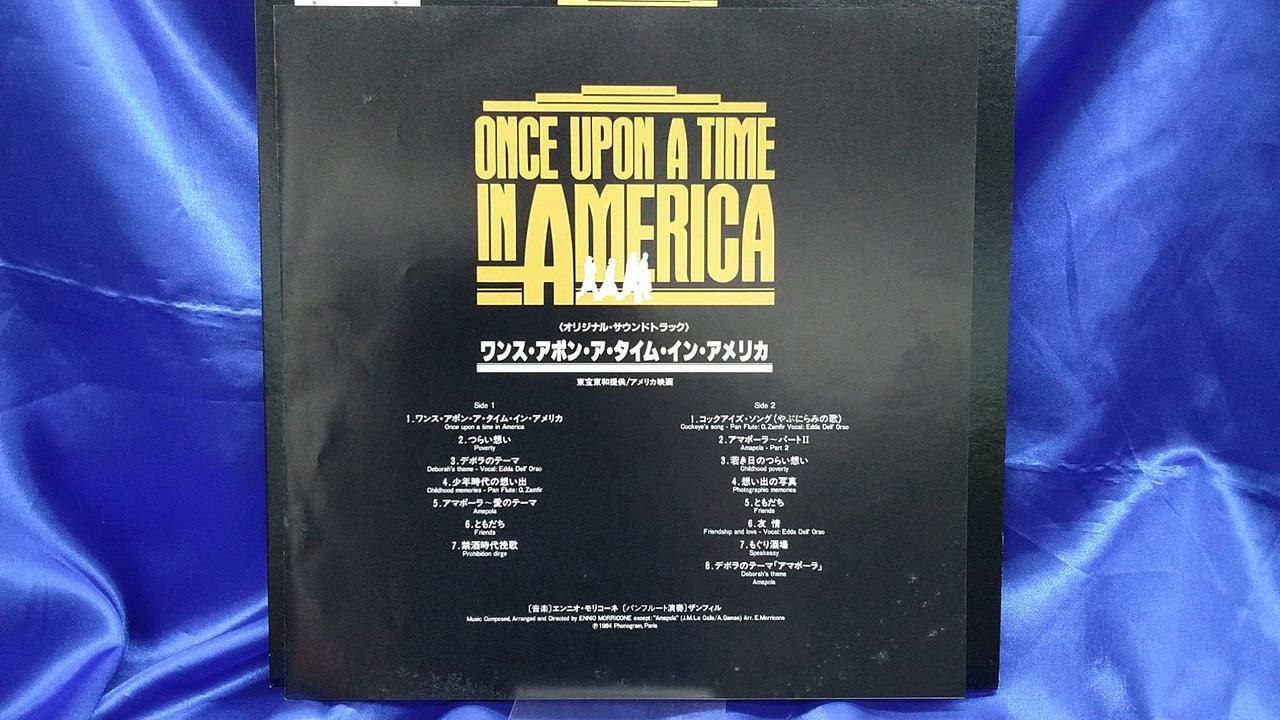 ONCE UPON A TIME
IN AMERICA
〈オリジナル・サウンドトラック〉
ワンス・アポン・ア・タイム・イン・アメリカ
東宝東和提供/アメリカ映画
Side 1
1.ワンス・アポン・ア・タイム・イン・アメリカ
Once upon a time in America
2.つらい想い
Poverty
3.デボラのテーマ
Deborah's theme - Vocal: Edda Dell' Orso
4.少年時代の想い出
Childhood memories - Pan Flute: G.Zamfir
5.アマポーラ〜愛のテーマ
Amapola
6.ともだち
Friends
7.禁酒時代挽歌
Prohibition dirge
Side 2
1.コックアイズ・ソング(やぶにらみの歌)
Cockeye's song - Pan Flute: G.Zamfir Vocal: Edda Dell' Orso
2.アマポーラ〜パートII
Amapola - Part 2
3.若き日のつらい想い
Childhood poverty
4.想い出の写真
Photographic memories
5.ともだち
Friends
6.友 情
Friendship and love - Vocal: Edda Dell' Orso
7.もぐり酒場
Speakeasy
8.デボラのテーマ「アマポーラ」
Deborah's theme
Amapola
〔音楽〕エンニオ・モリコーネ 〔パンフルート演奏〕ザンフィル
Music Composed, Arranged and Directed by ENNIO MORRICONE except: "Amapola" (J.M.La Calle/A.Gamse) Arr. E.Morricone
℗1984 Phonogram, Paris